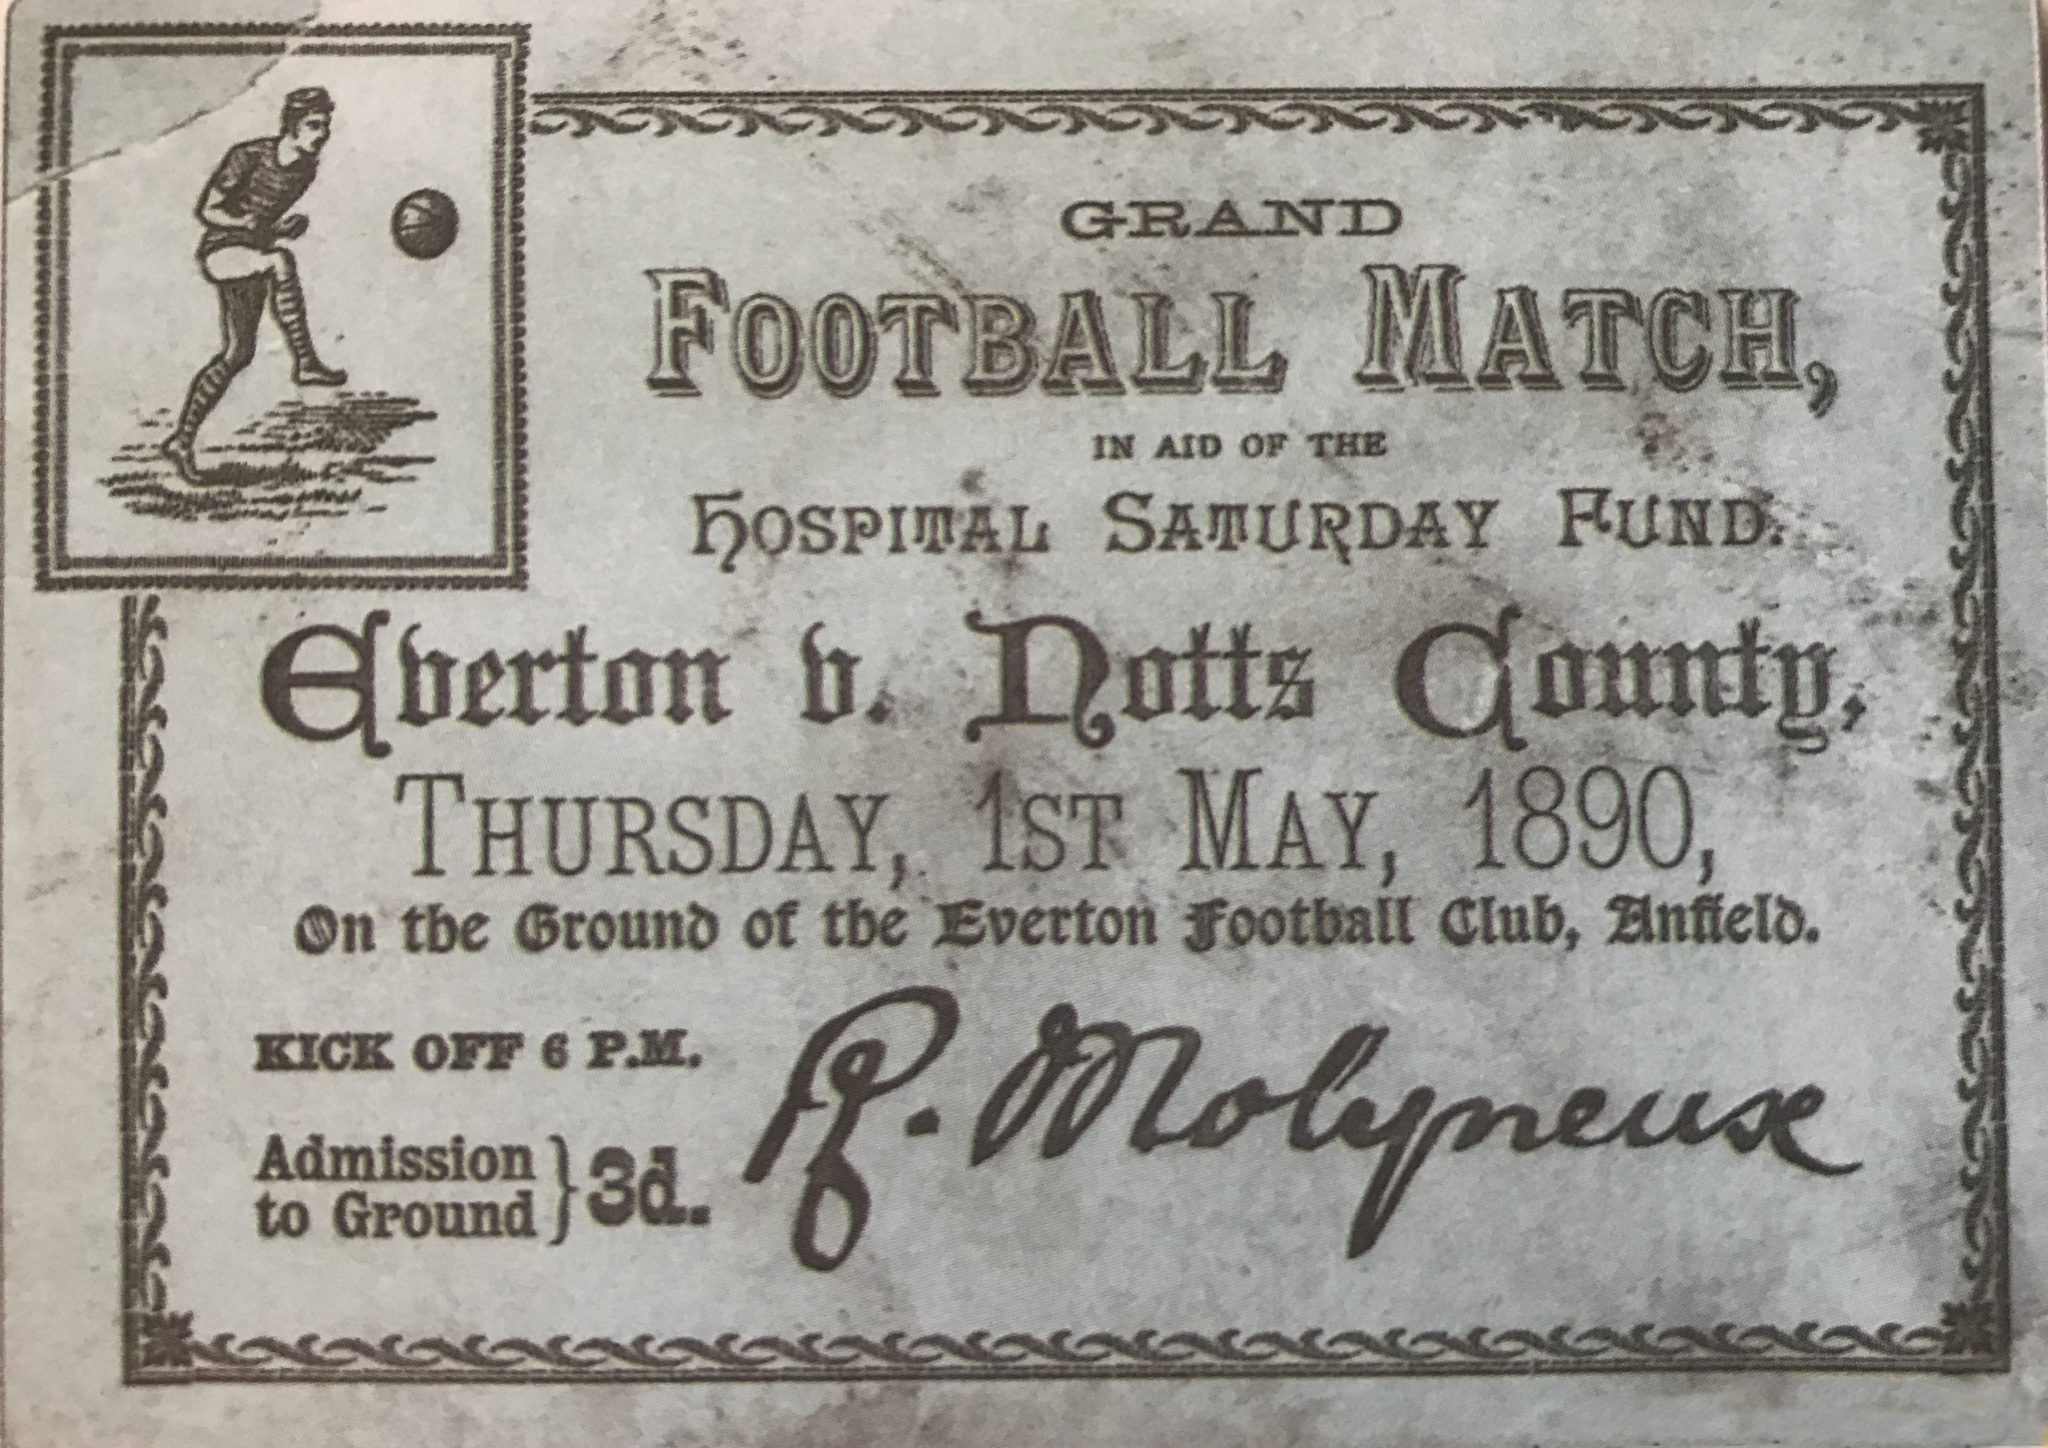 GRAND
FOOTBALL MATCH,
IN AID OF THE
HOSPITAL SATURDAY FUND.
Everton v. Notts County,
THURSDAY, 1ST MAY, 1890,
On the Ground of the Everton Football Club, Anfield.
KICK OFF 6 P.M.
Admission
to Ground } 3d.
R. Molyneux